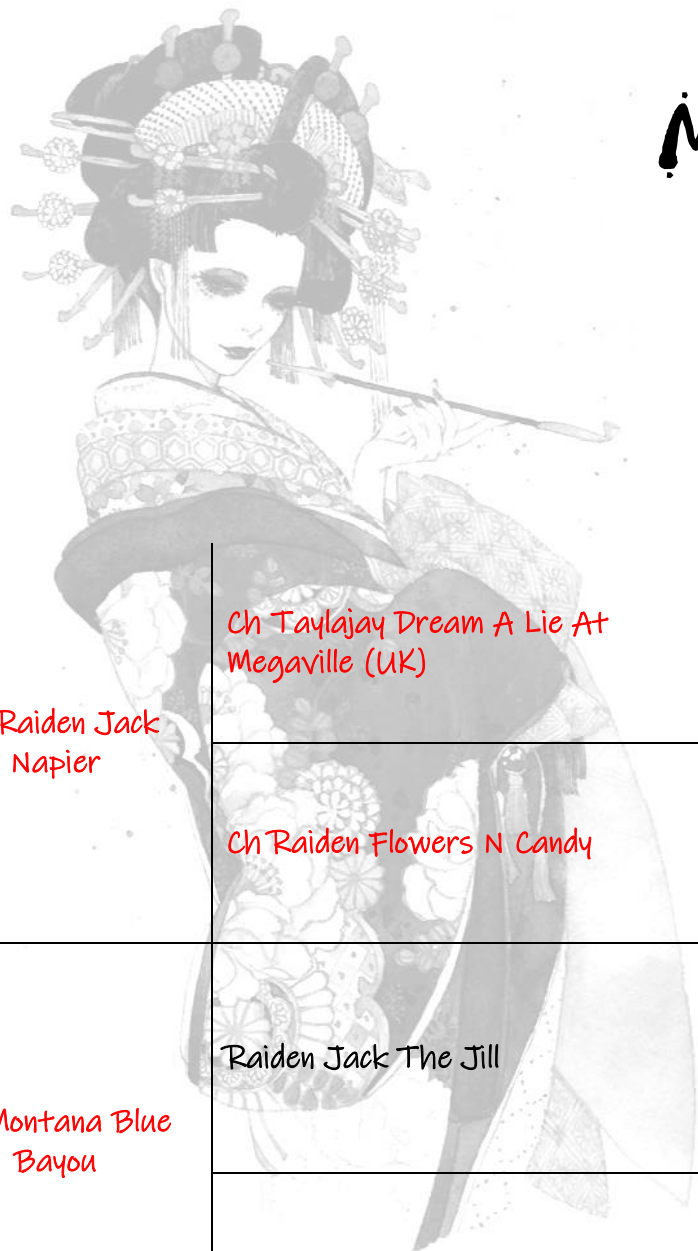 Ch Taylajay Dream A Lie At
Megaville (UK)
Raiden Jack
Napier
Ch Raiden Flowers N Candy
Raiden Jack The Jill
Montana Blue
Bayou